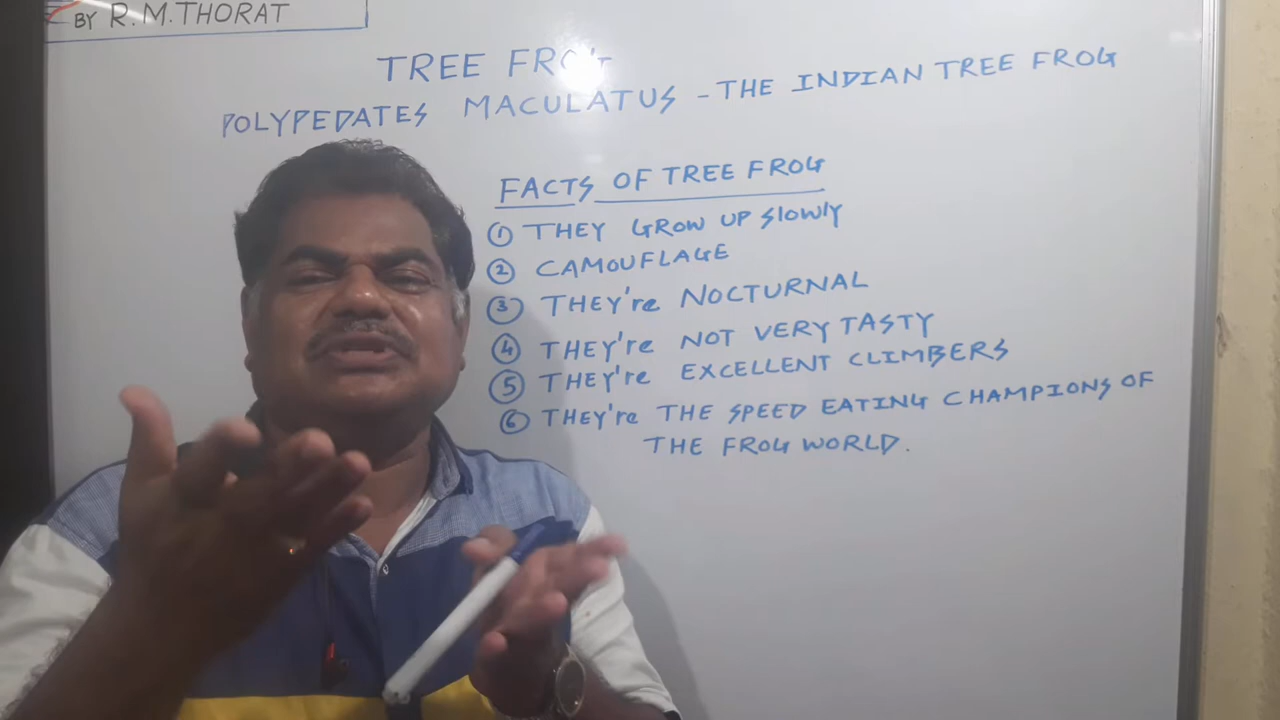 BY R.M.THORAT
TREE FROG
POLYPEDATES MACULATUS - THE INDIAN TREE FROG
FACTS OF TREE FROG
① THEY GROW UP SLOWLY
② CAMOUFLAGE
③ THEY're NOCTURNAL
④ THEY're NOT VERY TASTY
⑤ THEY're EXCELLENT CLIMBERS
⑥ THEY're THE SPEED EATING CHAMPIONS OF
THE FROG WORLD.